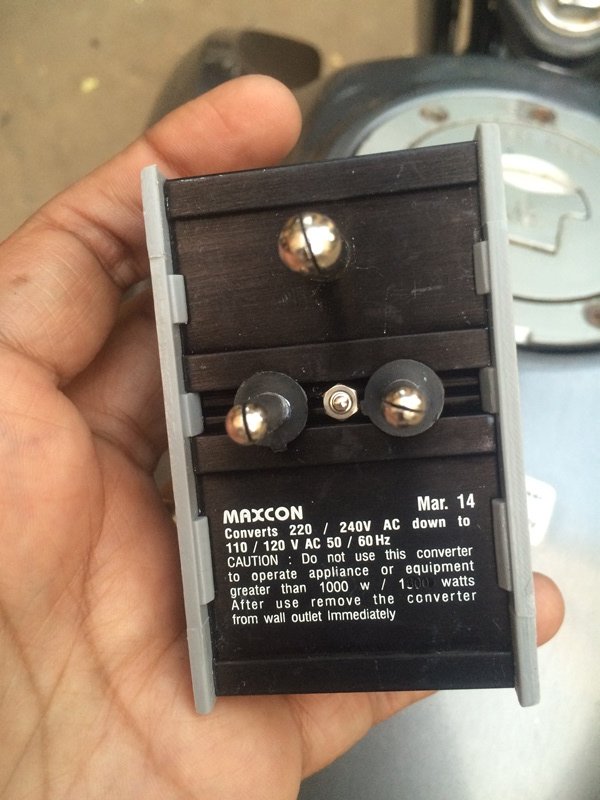 MAXCON Mar. 14
Converts 220 / 240V AC down to
110 / 120 V AC 50 / 60 Hz
CAUTION : Do not use this converter
to operate appliance or equipment
greater than 1000 w / watts
After use remove the converter
from wall outlet Immediately